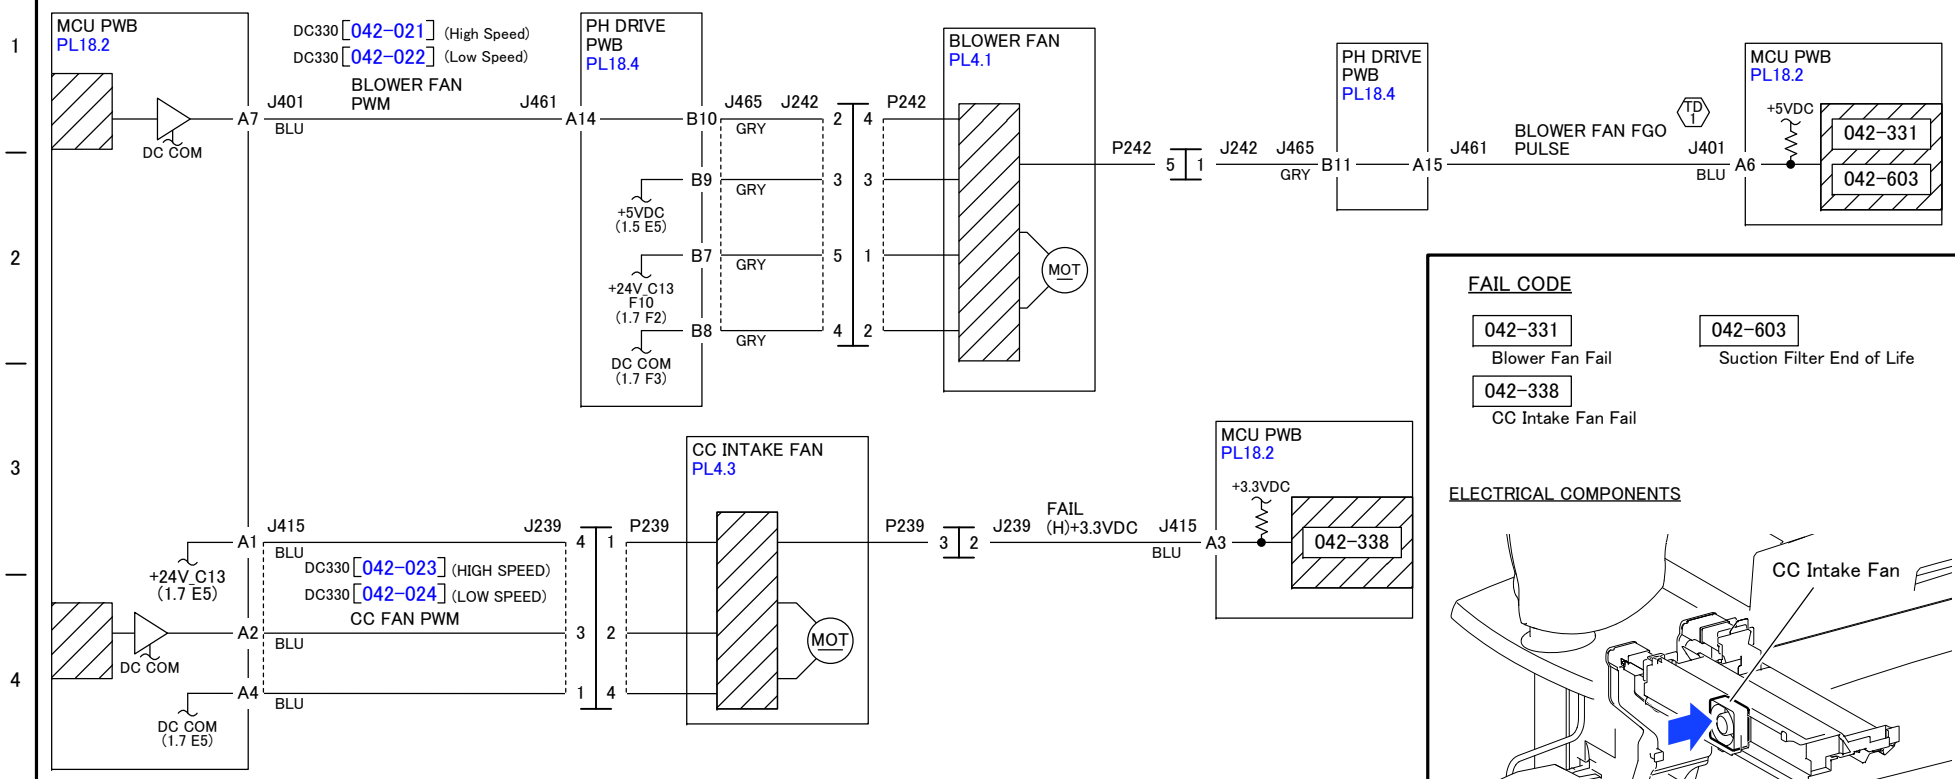 1
2
3
4
MCU PWB
PL18.2
DC COM
A7
J401
BLU
DC330 [042-021] (High Speed)
DC330 [042-022] (Low Speed)
BLOWER FAN
PWM
J461
PH DRIVE
PWB
PL18.4
A14
B10
B9
+5VDC
(1.5 E5)
B7
+24V_C13
F10
(1.7 F2)
B8
DC COM
(1.7 F3)
J465 J242 P242
GRY 2 4
GRY 3 3
GRY 5 1
GRY 4 2
BLOWER FAN
PL4.1
MOT
P242 5 1 J242 J465
GRY
PH DRIVE
PWB
PL18.4
B11 A15
J461
BLOWER FAN FGO
PULSE
TD
1
J401
BLU
MCU PWB
PL18.2
A6
+5VDC
042-331
042-603
A1
+24V_C13
(1.7 E5)
DC COM
A2
A4
DC COM
(1.7 E5)
J415 J239 P239
BLU 4 1
DC330 [042-023] (HIGH SPEED)
DC330 [042-024] (LOW SPEED)
CC FAN PWM
BLU 3 2
BLU 1 4
CC INTAKE FAN
PL4.3
MOT
P239 3 2 J239
FAIL
(H)+3.3VDC
J415
BLU
MCU PWB
PL18.2
A3
+3.3VDC
042-338
FAIL CODE
042-331
Blower Fan Fail
042-603
Suction Filter End of Life
042-338
CC Intake Fan Fail
ELECTRICAL COMPONENTS
CC Intake Fan